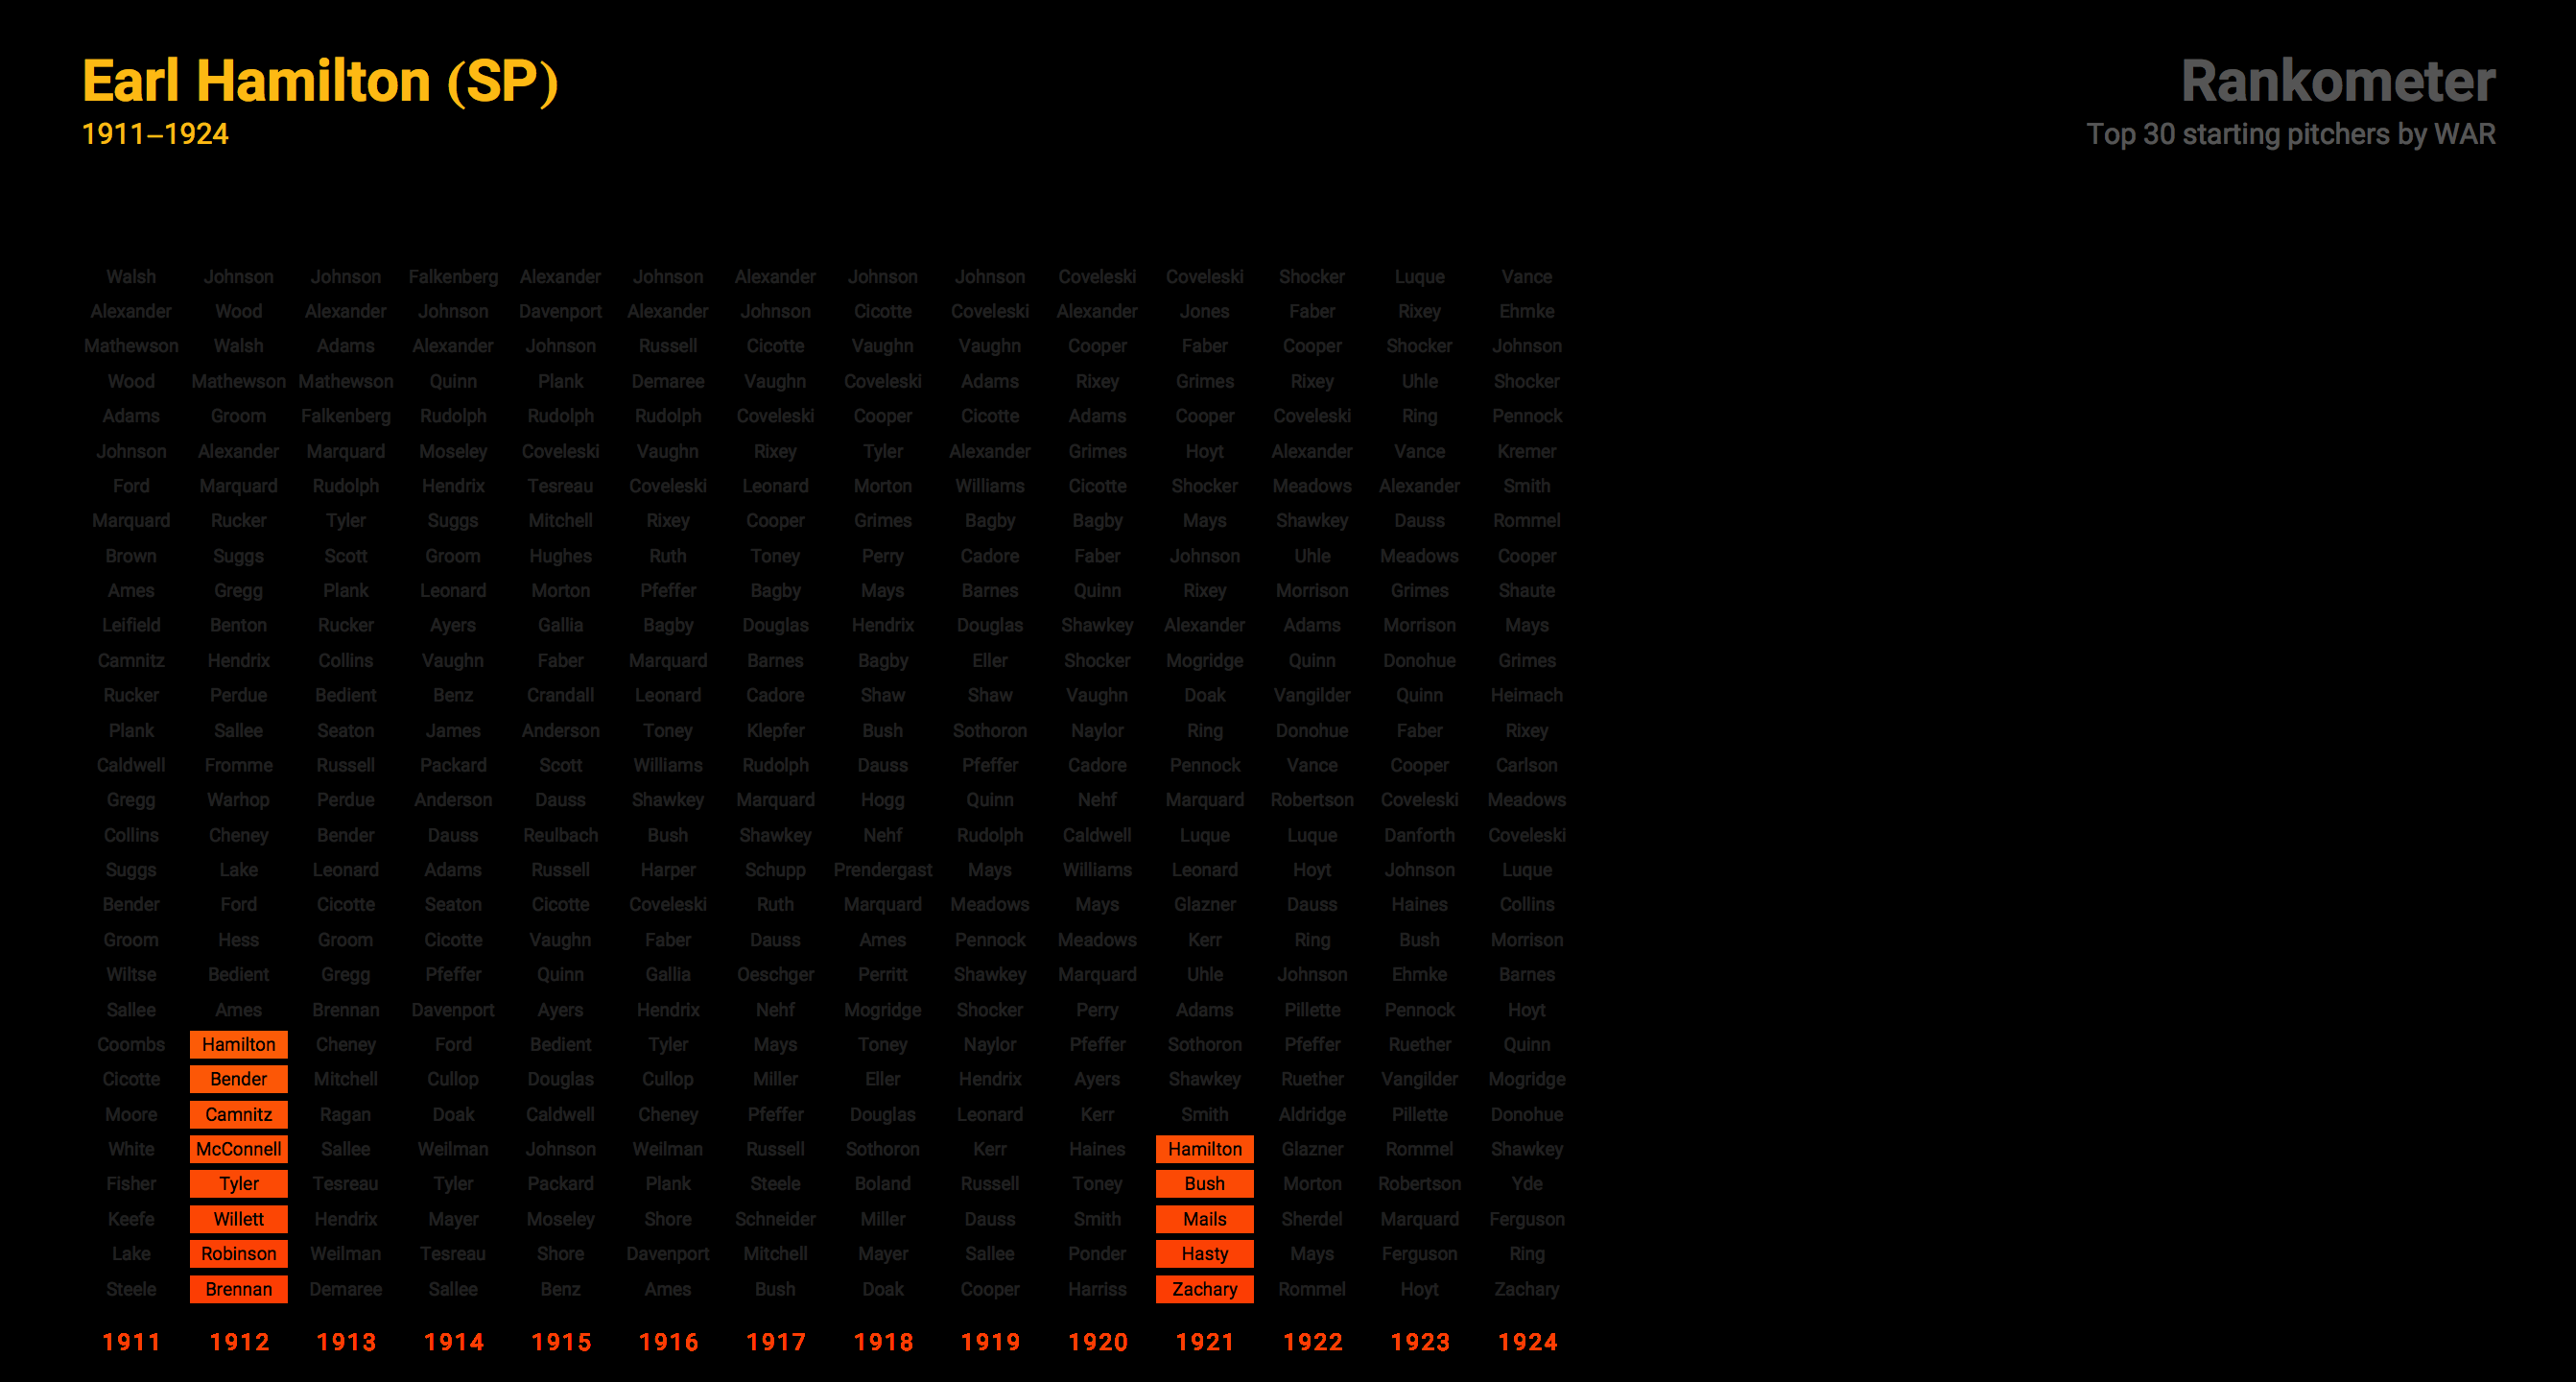 Earl Hamilton (SP)
1911–1924
Rankometer
Top 30 starting pitchers by WAR
Walsh Johnson Johnson Falkenberg Alexander Johnson Alexander Johnson Johnson Coveleski Coveleski Shocker Luque Vance
Alexander Wood Alexander Johnson Davenport Alexander Johnson Cicotte Coveleski Alexander Jones Faber Rixey Ehmke
Mathewson Walsh Adams Alexander Johnson Russell Cicotte Vaughn Vaughn Cooper Faber Cooper Shocker Johnson
Wood Mathewson Mathewson Quinn Plank Demaree Vaughn Coveleski Adams Rixey Grimes Rixey Uhle Shocker
Adams Groom Falkenberg Rudolph Rudolph Rudolph Coveleski Cooper Cicotte Adams Cooper Coveleski Ring Pennock
Johnson Alexander Marquard Moseley Coveleski Vaughn Rixey Tyler Alexander Grimes Hoyt Alexander Vance Kremer
Ford Marquard Rudolph Hendrix Tesreau Coveleski Leonard Morton Williams Cicotte Shocker Meadows Alexander Smith
Marquard Rucker Tyler Suggs Mitchell Rixey Cooper Grimes Bagby Bagby Mays Shawkey Dauss Rommel
Brown Suggs Scott Groom Hughes Ruth Toney Perry Cadore Faber Johnson Uhle Meadows Cooper
Ames Gregg Plank Leonard Morton Pfeffer Bagby Mays Barnes Quinn Rixey Morrison Grimes Shaute
Leifield Benton Rucker Ayers Gallia Bagby Douglas Hendrix Douglas Shawkey Alexander Adams Morrison Mays
Camnitz Hendrix Collins Vaughn Faber Marquard Barnes Bagby Eller Shocker Mogridge Quinn Donohue Grimes
Rucker Perdue Bedient Benz Crandall Leonard Cadore Shaw Shaw Vaughn Doak Vangilder Quinn Heimach
Plank Sallee Seaton James Anderson Toney Klepfer Bush Sothoron Naylor Ring Donohue Faber Rixey
Caldwell Fromme Russell Packard Scott Williams Rudolph Dauss Pfeffer Cadore Pennock Vance Cooper Carlson
Gregg Warhop Perdue Anderson Dauss Shawkey Marquard Hogg Quinn Nehf Marquard Robertson Coveleski Meadows
Collins Cheney Bender Dauss Reulbach Bush Shawkey Nehf Rudolph Caldwell Luque Luque Danforth Coveleski
Suggs Lake Leonard Adams Russell Harper Schupp Prendergast Mays Williams Leonard Hoyt Johnson Luque
Bender Ford Cicotte Seaton Cicotte Coveleski Ruth Marquard Meadows Mays Glazner Dauss Haines Collins
Groom Hess Groom Cicotte Vaughn Faber Dauss Ames Pennock Meadows Kerr Ring Bush Morrison
Wiltse Bedient Gregg Pfeffer Quinn Gallia Oeschger Perritt Shawkey Marquard Uhle Johnson Ehmke Barnes
Sallee Ames Brennan Davenport Ayers Hendrix Nehf Mogridge Shocker Perry Adams Pillette Pennock Hoyt
Coombs Hamilton Cheney Ford Bedient Tyler Mays Toney Naylor Pfeffer Sothoron Pfeffer Ruether Quinn
Cicotte Bender Mitchell Cullop Douglas Cullop Miller Eller Hendrix Ayers Shawkey Ruether Vangilder Mogridge
Moore Camnitz Ragan Doak Caldwell Cheney Pfeffer Douglas Leonard Kerr Smith Aldridge Pillette Donohue
White McConnell Sallee Weilman Johnson Weilman Russell Sothoron Kerr Haines Hamilton Glazner Rommel Shawkey
Fisher Tyler Tesreau Tyler Packard Plank Steele Boland Russell Toney Bush Morton Robertson Yde
Keefe Willett Hendrix Mayer Moseley Shore Schneider Miller Dauss Smith Mails Sherdel Marquard Ferguson
Lake Robinson Weilman Tesreau Shore Davenport Mitchell Mayer Sallee Ponder Hasty Mays Ferguson Ring
Steele Brennan Demaree Sallee Benz Ames Bush Doak Cooper Harriss Zachary Rommel Hoyt Zachary
1911 1912 1913 1914 1915 1916 1917 1918 1919 1920 1921 1922 1923 1924